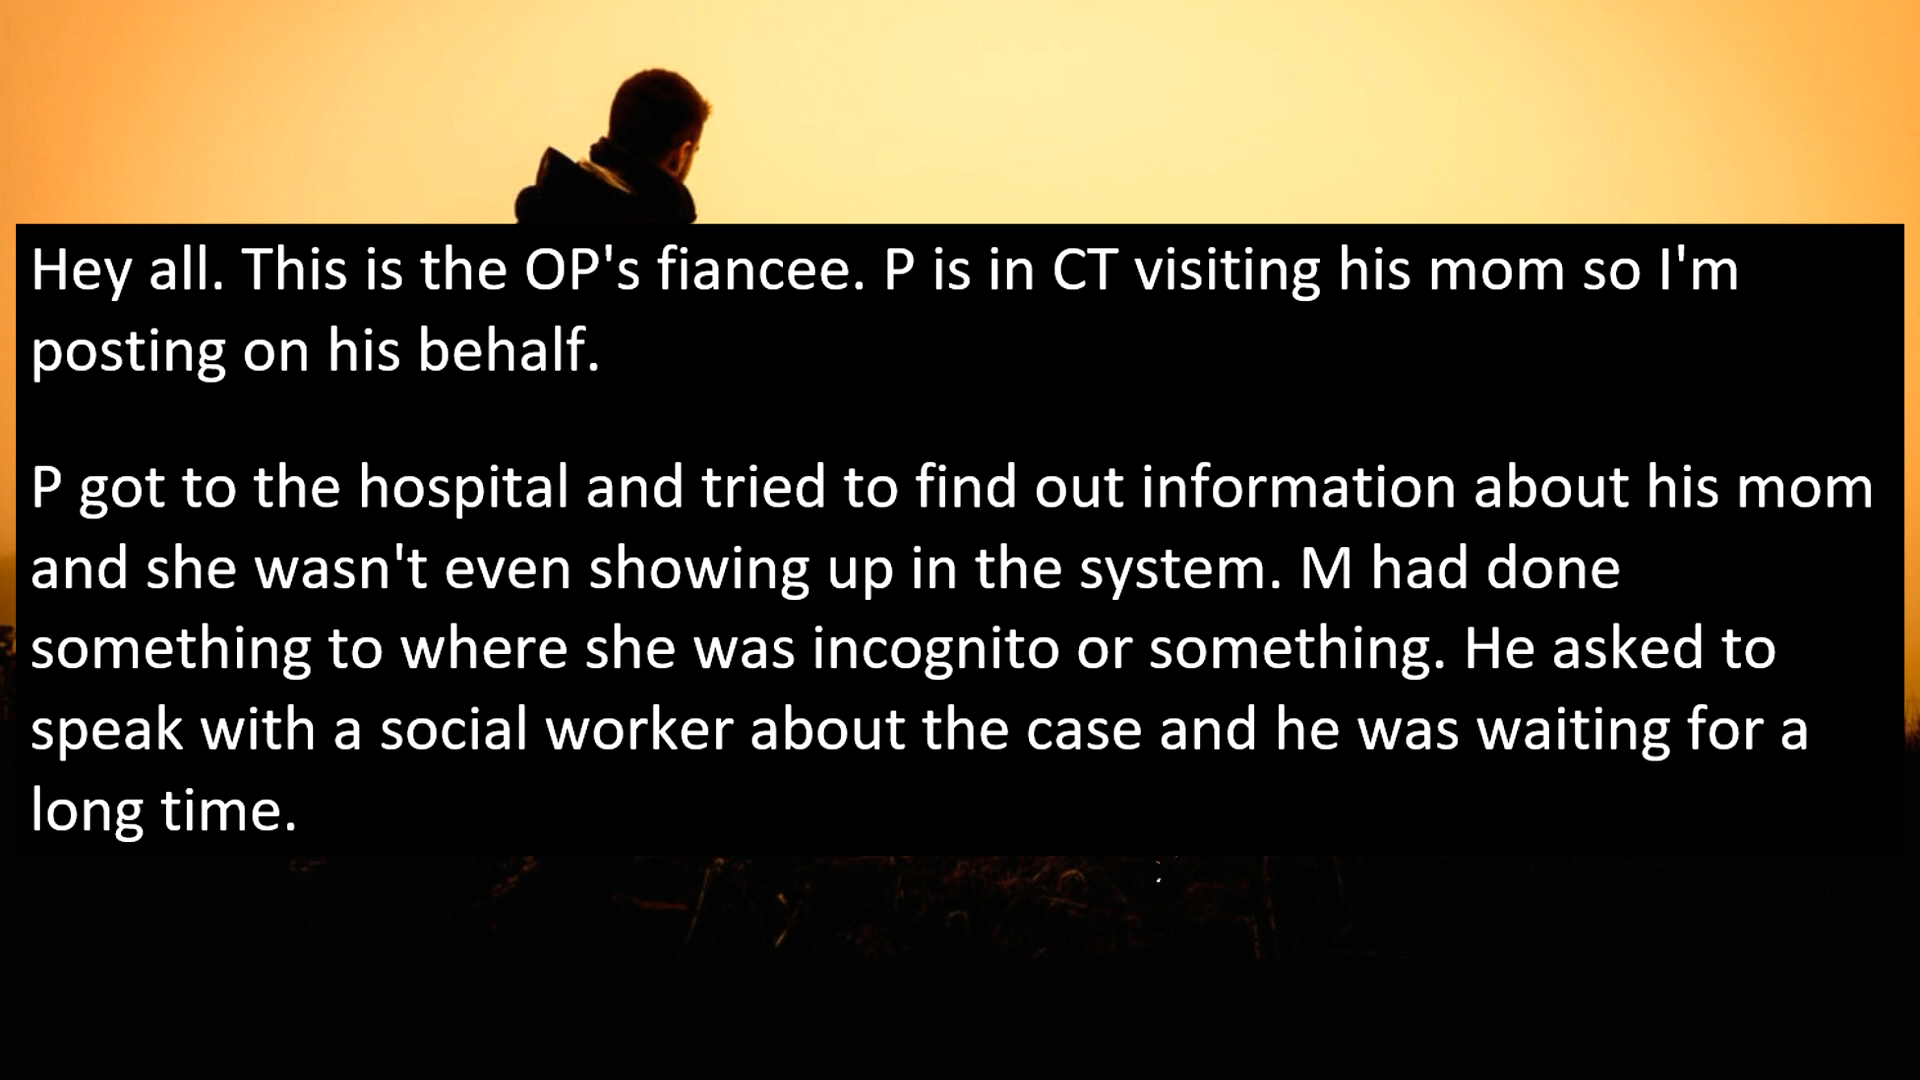 Hey all. This is the OP's fiancee. P is in CT visiting his mom so I'm
posting on his behalf.
P got to the hospital and tried to find out information about his mom
and she wasn't even showing up in the system. M had done
something to where she was incognito or something. He asked to
speak with a social worker about the case and he was waiting for a
long time.